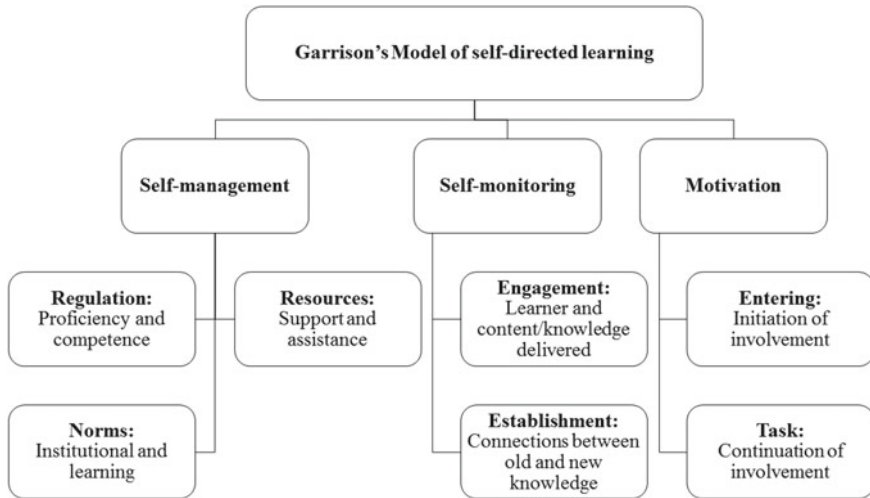 Garrison's Model of self-directed learning
Self-management
Self-monitoring
Motivation
Regulation:
Proficiency and
competence
Resources:
Support and
assistance
Engagement:
Learner and
content/knowledge
delivered
Entering:
Initiation of
involvement
Norms:
Institutional and
learning
Establishment:
Connections between
old and new
knowledge
Task:
Continuation of
involvement